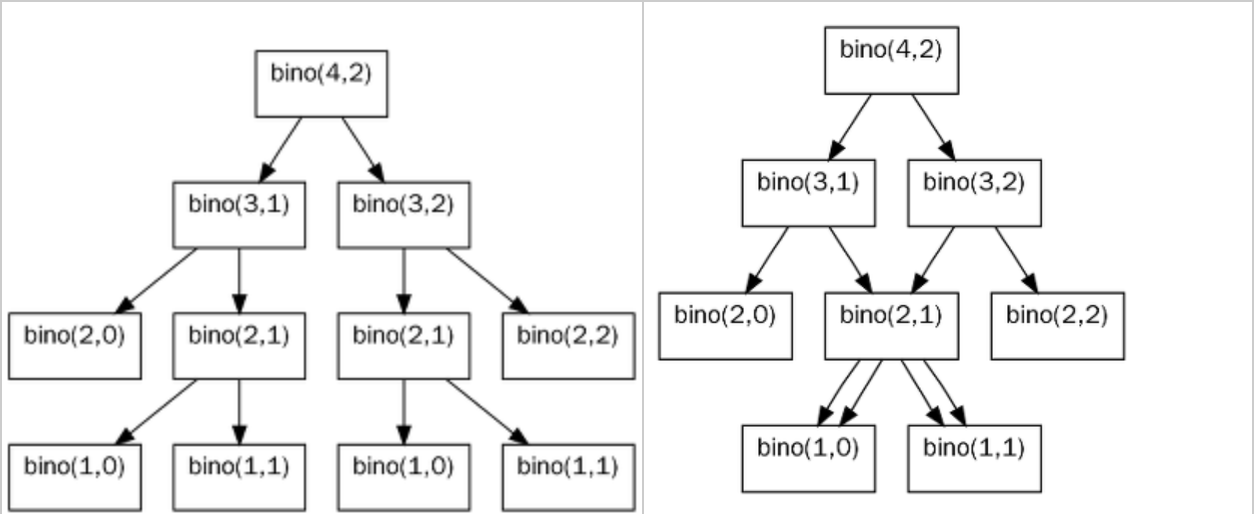 bino(4,2)
bino(3,1)
bino(3,2)
bino(2,0)
bino(2,1)
bino(2,1)
bino(2,2)
bino(1,0)
bino(1,1)
bino(1,0)
bino(1,1)
bino(4,2)
bino(3,1)
bino(3,2)
bino(2,0)
bino(2,1)
bino(2,2)
bino(1,0)
bino(1,1)